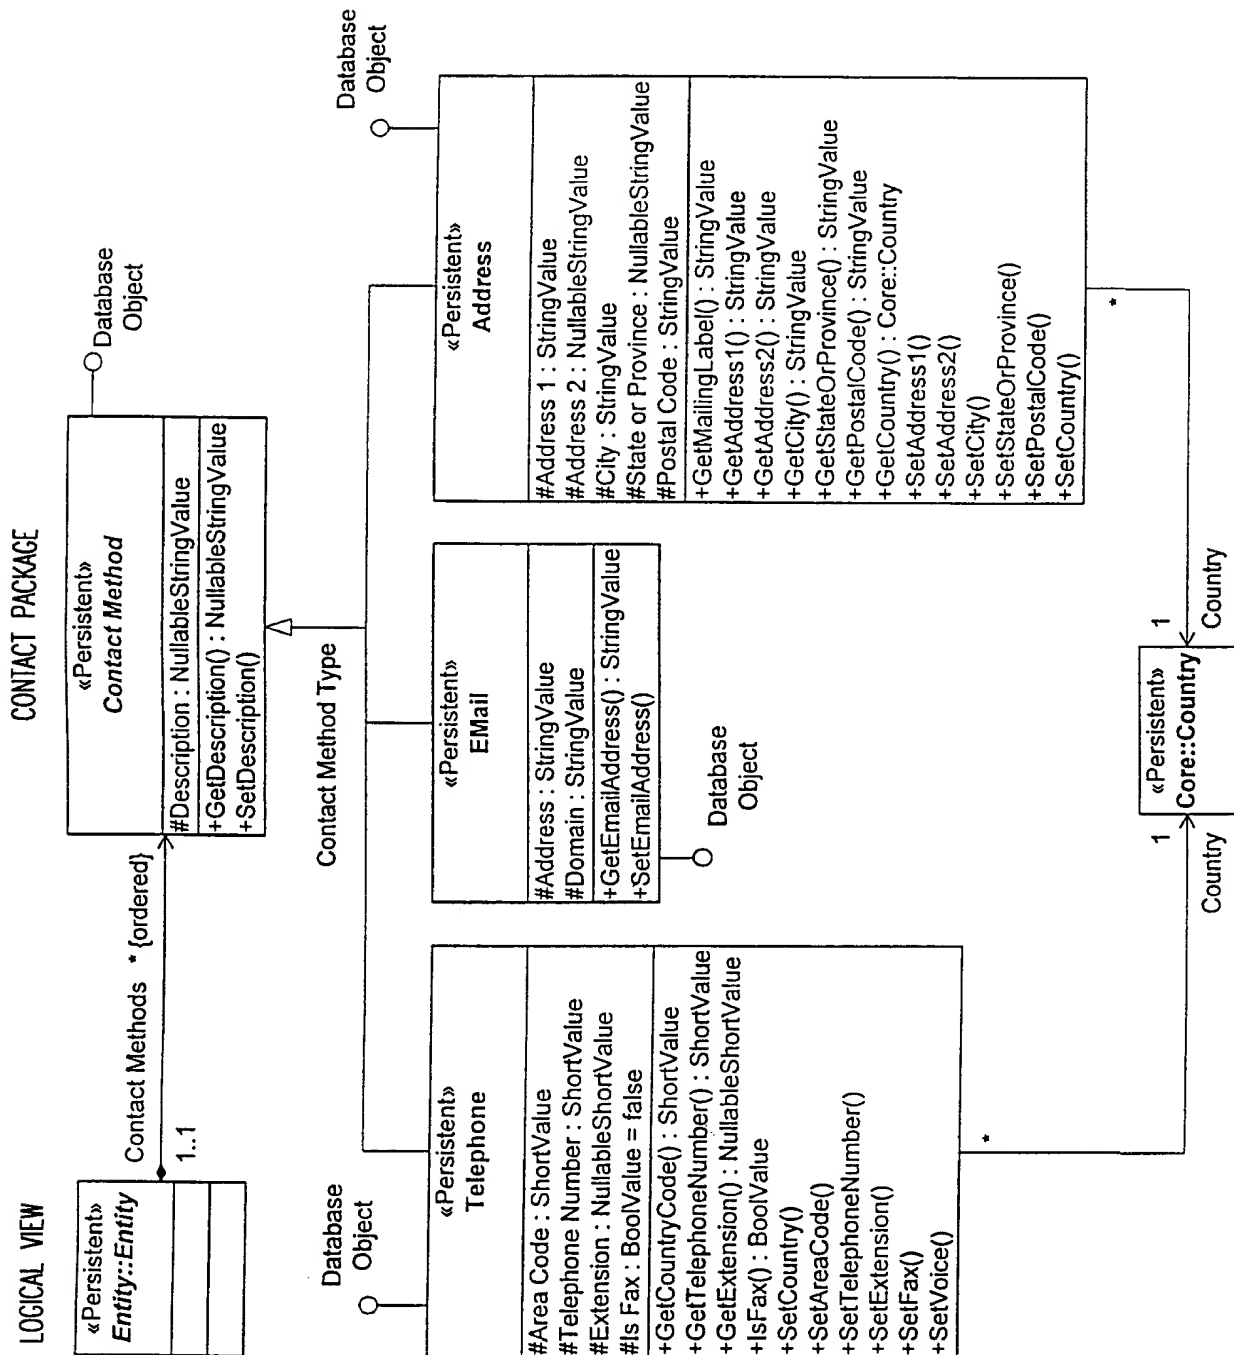 LOGICAL VIEW
CONTACT PACKAGE
«Persistent»
Entity::Entity
Contact Methods * {ordered}
1..1
«Persistent»
Contact Method
#Description : NullableStringValue
+GetDescription() : NullableStringValue
+SetDescription()
Database
Object
Contact Method Type
Database
Object
«Persistent»
Telephone
#Area Code : ShortValue
#Telephone Number : ShortValue
#Extension : NullableShortValue
#Is Fax : BoolValue = false
+GetCountryCode() : ShortValue
+GetTelephoneNumber() : ShortValue
+GetExtension() : NullableShortValue
+IsFax() : BoolValue
+SetCountry()
+SetAreaCode()
+SetTelephoneNumber()
+SetExtension()
+SetFax()
+SetVoice()
«Persistent»
EMail
#Address : StringValue
#Domain : StringValue
+GetEmailAddress() : StringValue
+SetEmailAddress()
Database
Object
Database
Object
«Persistent»
Address
#Address 1 : StringValue
#Address 2 : NullableStringValue
#City : StringValue
#State or Province : NullableStringValue
#Postal Code : StringValue
+GetMailingLabel() : StringValue
+GetAddress1() : StringValue
+GetAddress2() : StringValue
+GetCity() : StringValue
+GetStateOrProvince() : StringValue
+GetPostalCode() : StringValue
+GetCountry() : Core::Country
+SetAddress1()
+SetAddress2()
+SetCity()
+SetStateOrProvince()
+SetPostalCode()
+SetCountry()
*
*
1
Country
«Persistent»
Core::Country
1
Country